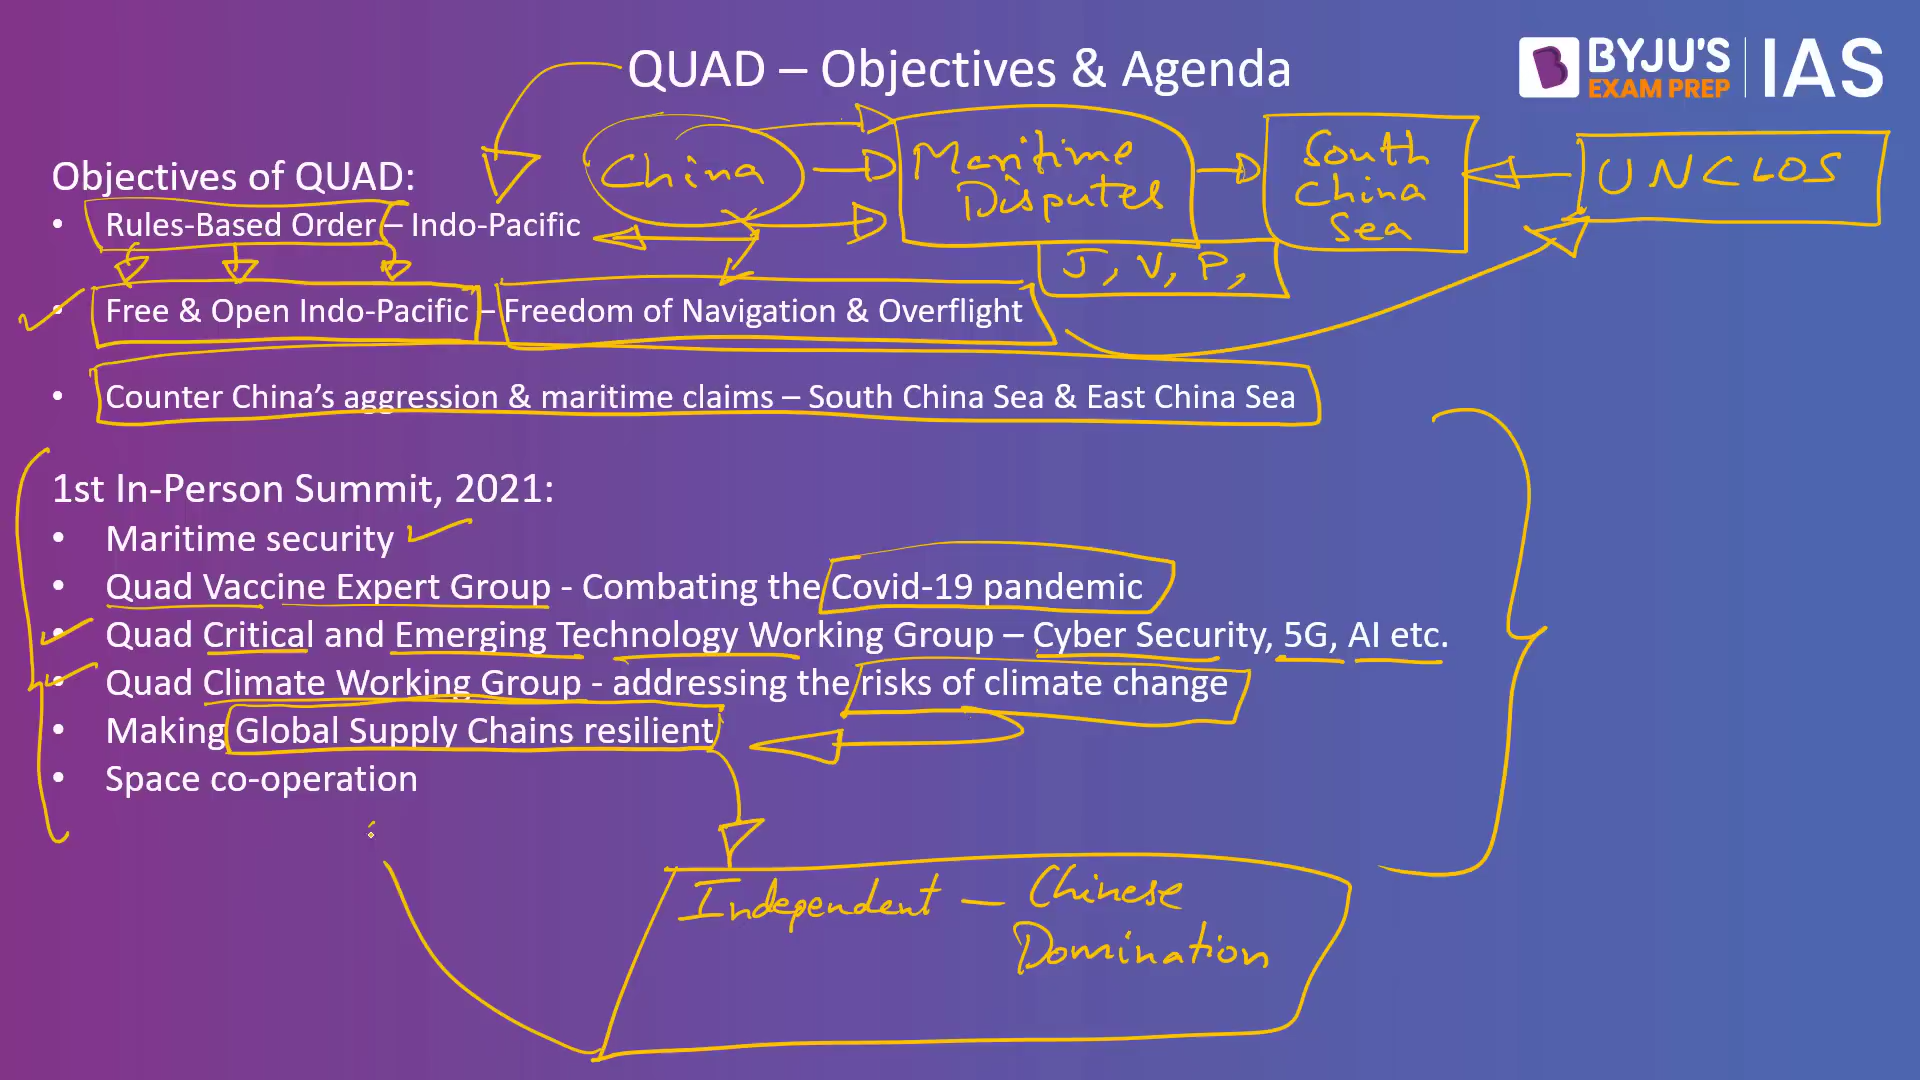 QUAD – Objectives & Agenda
BYJU'S
EXAM PREP
IAS
China
Maritime
Disputes
South
China
Sea
UNCLOS
J, V, P,
Objectives of QUAD:
• Rules-Based Order – Indo-Pacific
• Free & Open Indo-Pacific – Freedom of Navigation & Overflight
• Counter China's aggression & maritime claims – South China Sea & East China Sea
1st In-Person Summit, 2021:
• Maritime security
• Quad Vaccine Expert Group - Combating the Covid-19 pandemic
• Quad Critical and Emerging Technology Working Group – Cyber Security, 5G, AI etc.
• Quad Climate Working Group - addressing the risks of climate change
• Making Global Supply Chains resilient
• Space co-operation
Independent — Chinese
Domination